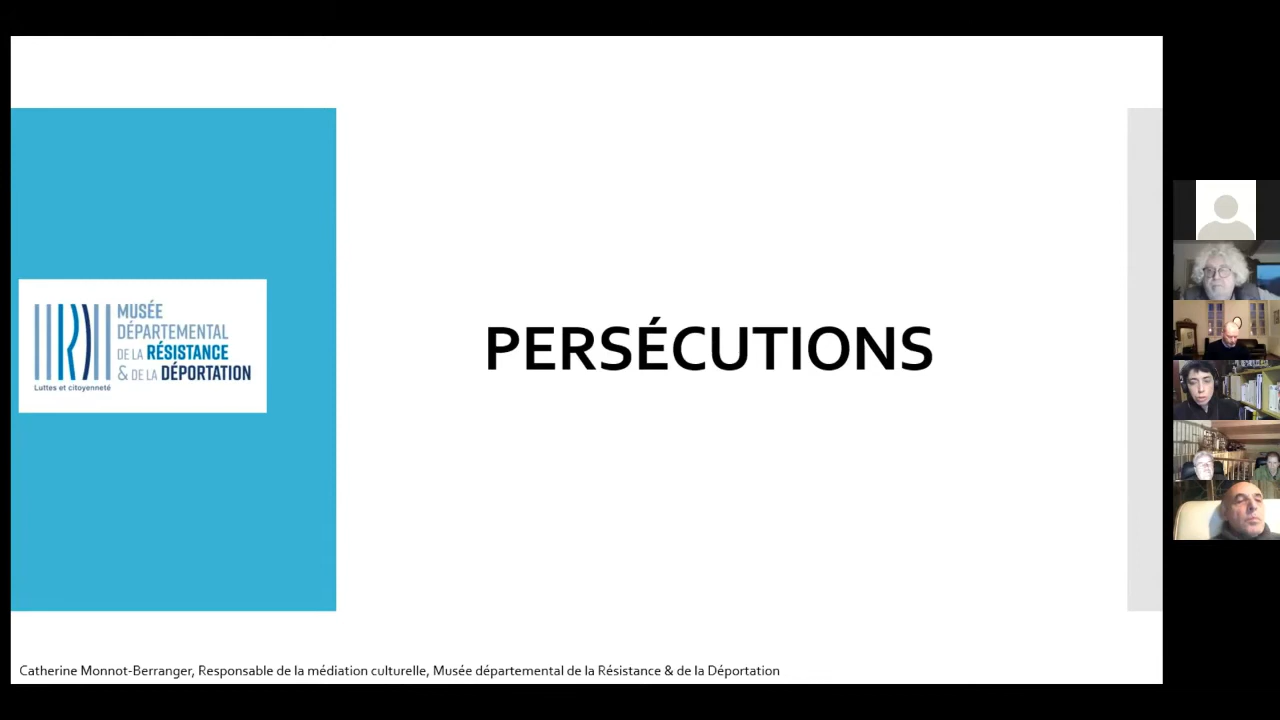 MUSÉE
DÉPARTEMENTAL
DE LA RÉSISTANCE
& DE LA DÉPORTATION
Luttes et citoyenneté
PERSÉCUTIONS
Catherine Monnot-Berranger, Responsable de la médiation culturelle, Musée départemental de la Résistance & de la Déportation